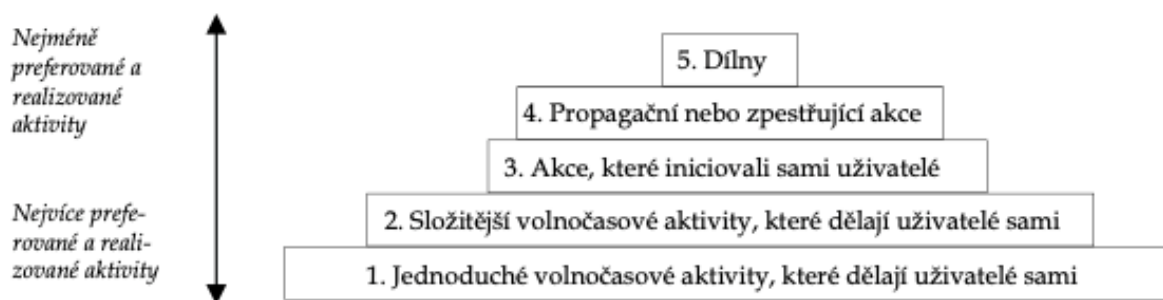 Nejméně
preferované a
realizované
aktivity
5. Dílny
4. Propagační nebo zpestřující akce
3. Akce, které iniciovali sami uživatelé
Nejvíce prefe-
rované a reali-
zované aktivity
2. Složitější volnočasové aktivity, které dělají uživatelé sami
1. Jednoduché volnočasové aktivity, které dělají uživatelé sami